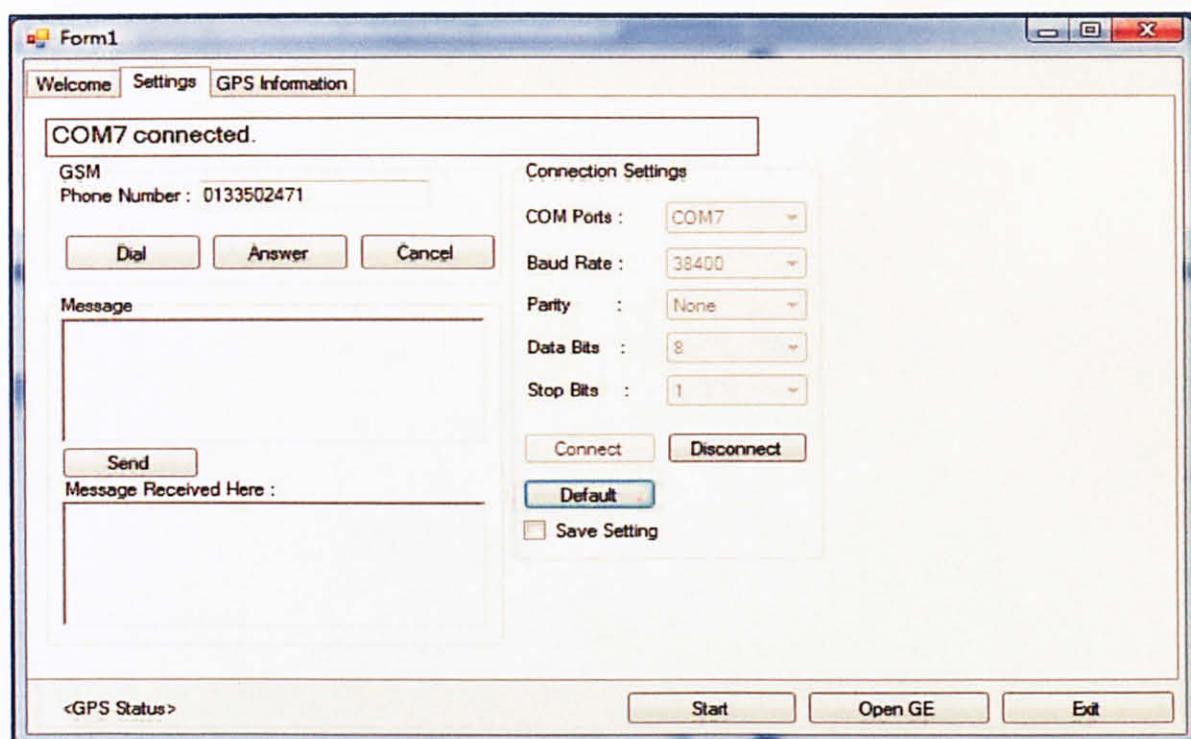 Form1
Welcome Settings GPS Information
COM7 connected.
GSM
Phone Number : 0133502471
Dial Answer Cancel
Message
Send
Message Received Here :
Connection Settings
COM Ports : COM7
Baud Rate : 38400
Parity : None
Data Bits : 8
Stop Bits : 1
Connect Disconnect
Default
Save Setting
<GPS Status> Start Open GE Exit